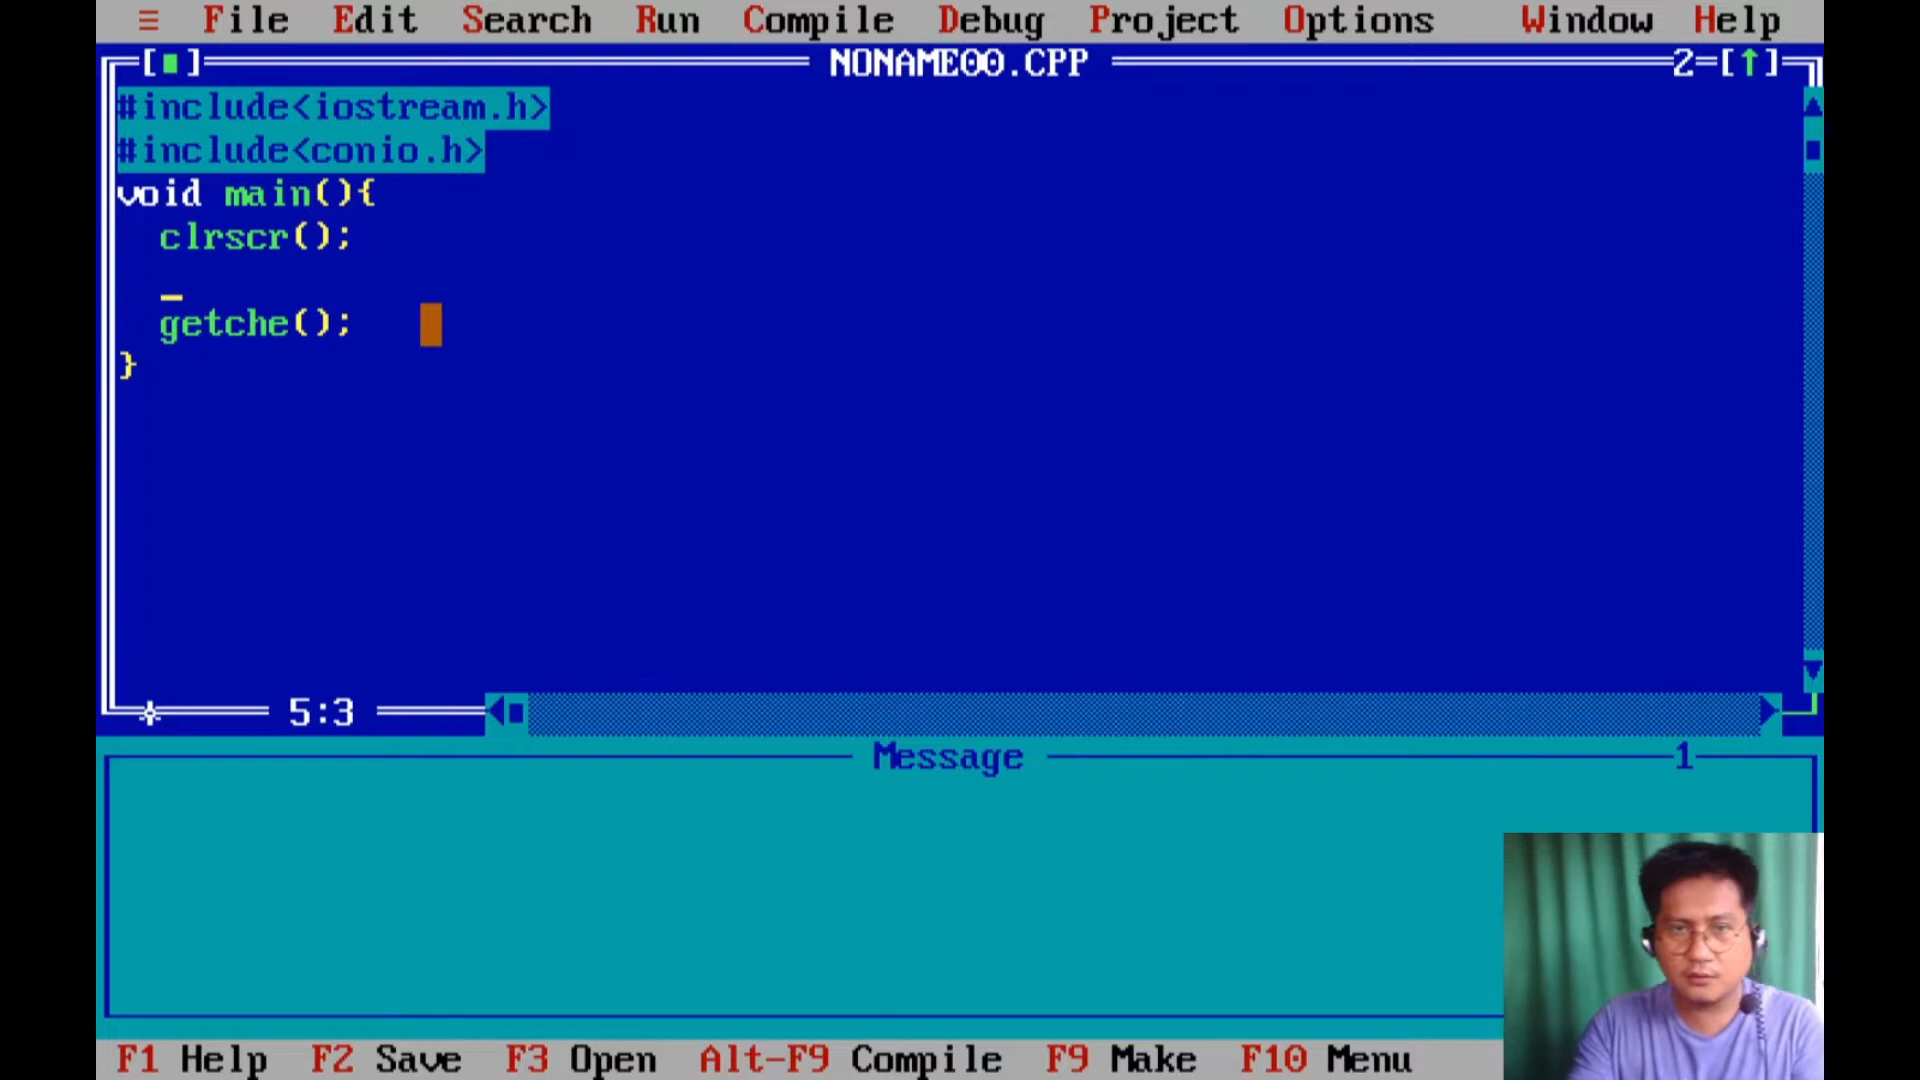 ≡ File Edit Search Run Compile Debug Project Options Window Help
[■] NONAME00.CPP 2=[↑]
#include<iostream.h>
#include<conio.h>
void main(){
clrscr();
_
getche();
}
5:3
Message 1
F1 Help F2 Save F3 Open Alt-F9 Compile F9 Make F10 Menu